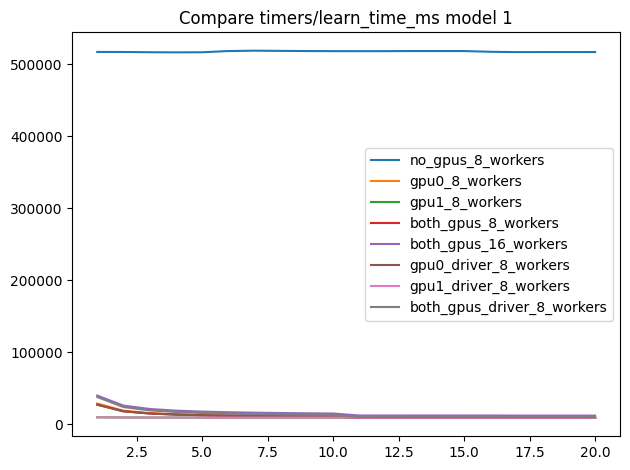 Compare timers/learn_time_ms model 1
500000
400000
300000
200000
100000
0
no_gpus_8_workers
gpu0_8_workers
gpu1_8_workers
both_gpus_8_workers
both_gpus_16_workers
gpu0_driver_8_workers
gpu1_driver_8_workers
both_gpus_driver_8_workers
2.5 5.0 7.5 10.0 12.5 15.0 17.5 20.0